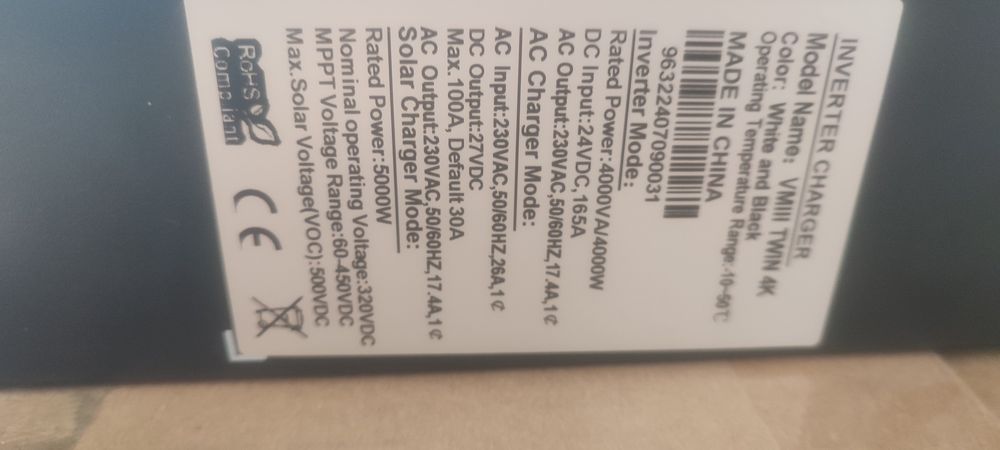 INVERTER CHARGER
Model Name: VMIII TWIN 4K
Color: White and Black
Operating Temperature Range:-10~50℃
MADE IN CHINA
96322407090031
Inverter Mode:
Rated Power:4000VA/4000W
DC Input:24VDC,165A
AC Output:230VAC,50/60HZ,17.4A,1¢
AC Charger Mode:
AC Input:230VAC,50/60HZ,26A,1¢
DC Output:27VDC
Max.100A, Default 30A
AC Output:230VAC,50/60HZ,17.4A,1¢
Solar Charger Mode:
Rated Power:5000W
Nominal operating Voltage:320VDC
MPPT Voltage Range:60-450VDC
Max.Solar Voltage(VOC):500VDC
RoHS
Compliant
CE